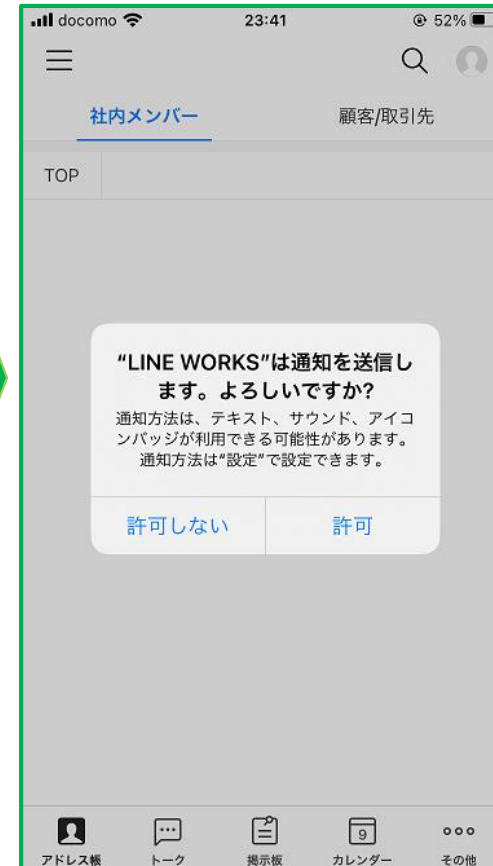 docomo 23:41 52%
社内メンバー 顧客/取引先
TOP
“LINE WORKS”は通知を送信し
ます。よろしいですか?
通知方法は、テキスト、サウンド、アイコ
ンバッジが利用できる可能性があります。
通知方法は“設定”で設定できます。
許可しない 許可
9
アドレス帳 トーク 掲示板 カレンダー その他